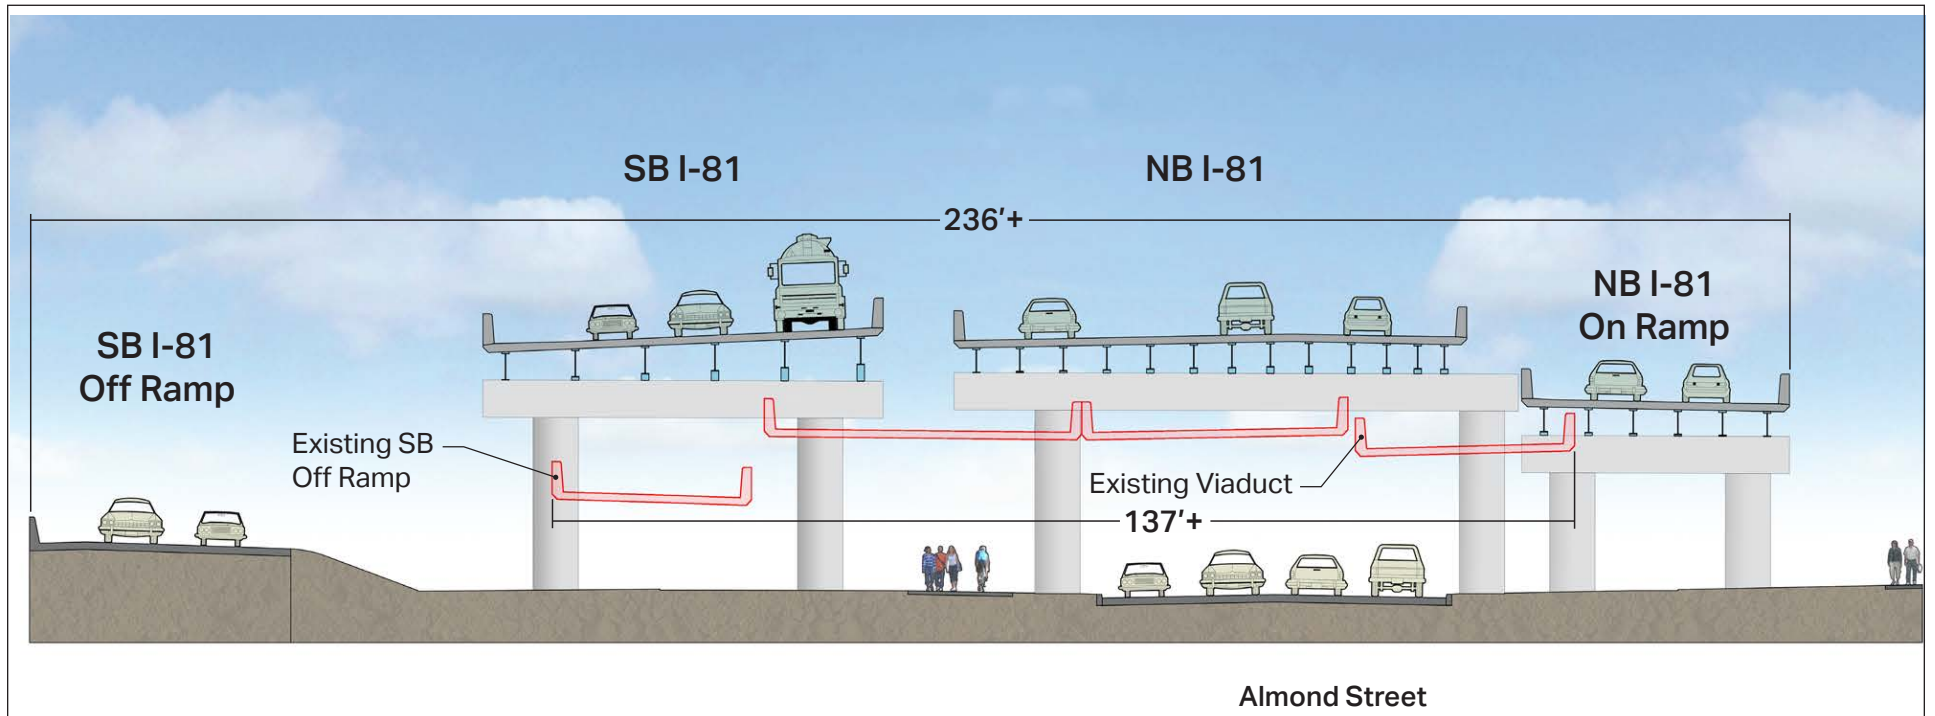 SB I-81
NB I-81
236'+
NB I-81
On Ramp
SB I-81
Off Ramp
Existing SB
Off Ramp
Existing Viaduct
137'+
Almond Street